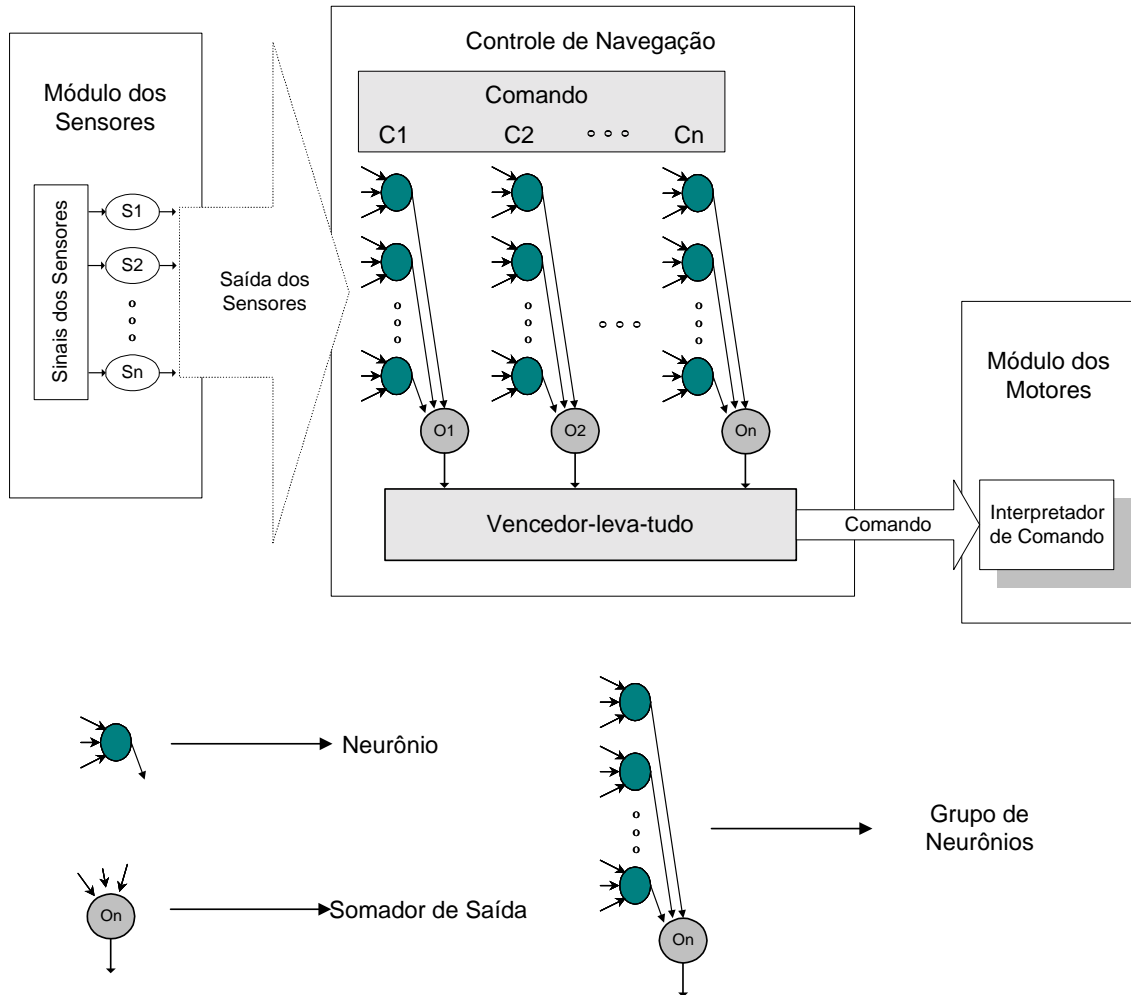 Módulo dos
Sensores
Sinais dos Sensores
S1
S2
Sn
Saída dos
Sensores
Controle de Navegação
Comando
C1 C2 Cn
O1 O2 On
Vencedor-leva-tudo
Comando
Módulo dos
Motores
Interpretador
de Comando
Neurônio
On
Somador de Saída
On
Grupo de
Neurônios